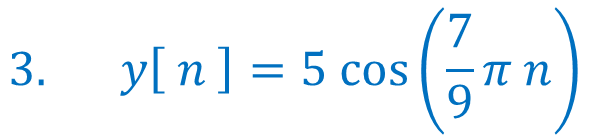 3. y[ n ] = 5 cos(7/9 π n)